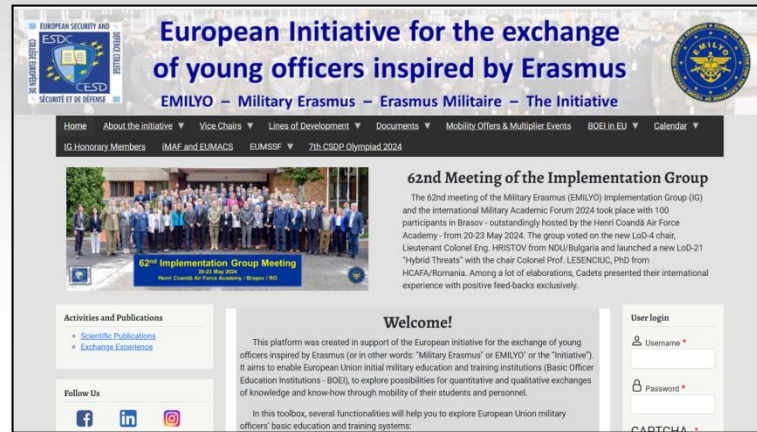 EUROPEAN SECURITY AND
DEFENCE COLLEGE
ESDC
CESD
COLLÈGE EUROPÉEN DE
SÉCURITÉ ET DE DÉFENSE
European Initiative for the exchange
of young officers inspired by Erasmus
EMILYO – Military Erasmus – Erasmus Militaire – The Initiative
EMILYO
Home About the initiative ▼ Vice Chairs ▼ Lines of Development ▼ Documents ▼ Mobility Offers & Multiplier Events BOEI in EU ▼ Calendar ▼
IG Honorary Members iMAF and EUMACS EUMSSF ▼ 7th CSDP Olympiad 2024
62nd Implementation Group Meeting
20-23 May 2024
Henri Coandă Air Force Academy / Brașov / RO
62nd Meeting of the Implementation Group
The 62nd meeting of the Military Erasmus (EMILYO) Implementation Group (IG)
and the international Military Academic Forum 2024 took place with 100
participants in Brasov - outstandingly hosted by the Henri Coandă Air Force
Academy - from 20-23 May 2024. The group voted on the new LoD-4 chair,
Lieutenant Colonel Eng. HRISTOV from NDU/Bulgaria and launched a new LoD-21
"Hybrid Threats" with the chair Colonel Prof. LESENCIUC, PhD from
HCAFA/Romania. Among a lot of elaborations, Cadets presented their international
experience with positive feed-backs exclusively.
Activities and Publications
Scientific Publications
Exchange Experience
Follow Us
Welcome!
This platform was created in support of the European initiative for the exchange of young
officers inspired by Erasmus (or in other words: "Military Erasmus" or EMILYO" or the "Initiative").
It aims to enable European Union initial military education and training institutions (Basic Officer
Education Institutions - BOEI), to explore possibilities for quantitative and qualitative exchanges
of knowledge and know-how through mobility of their students and personnel.
In this toolbox, several functionalities will help you to explore European Union military
officers' basic education and training systems:
User login
Username *
Password *
CAPTCHA *